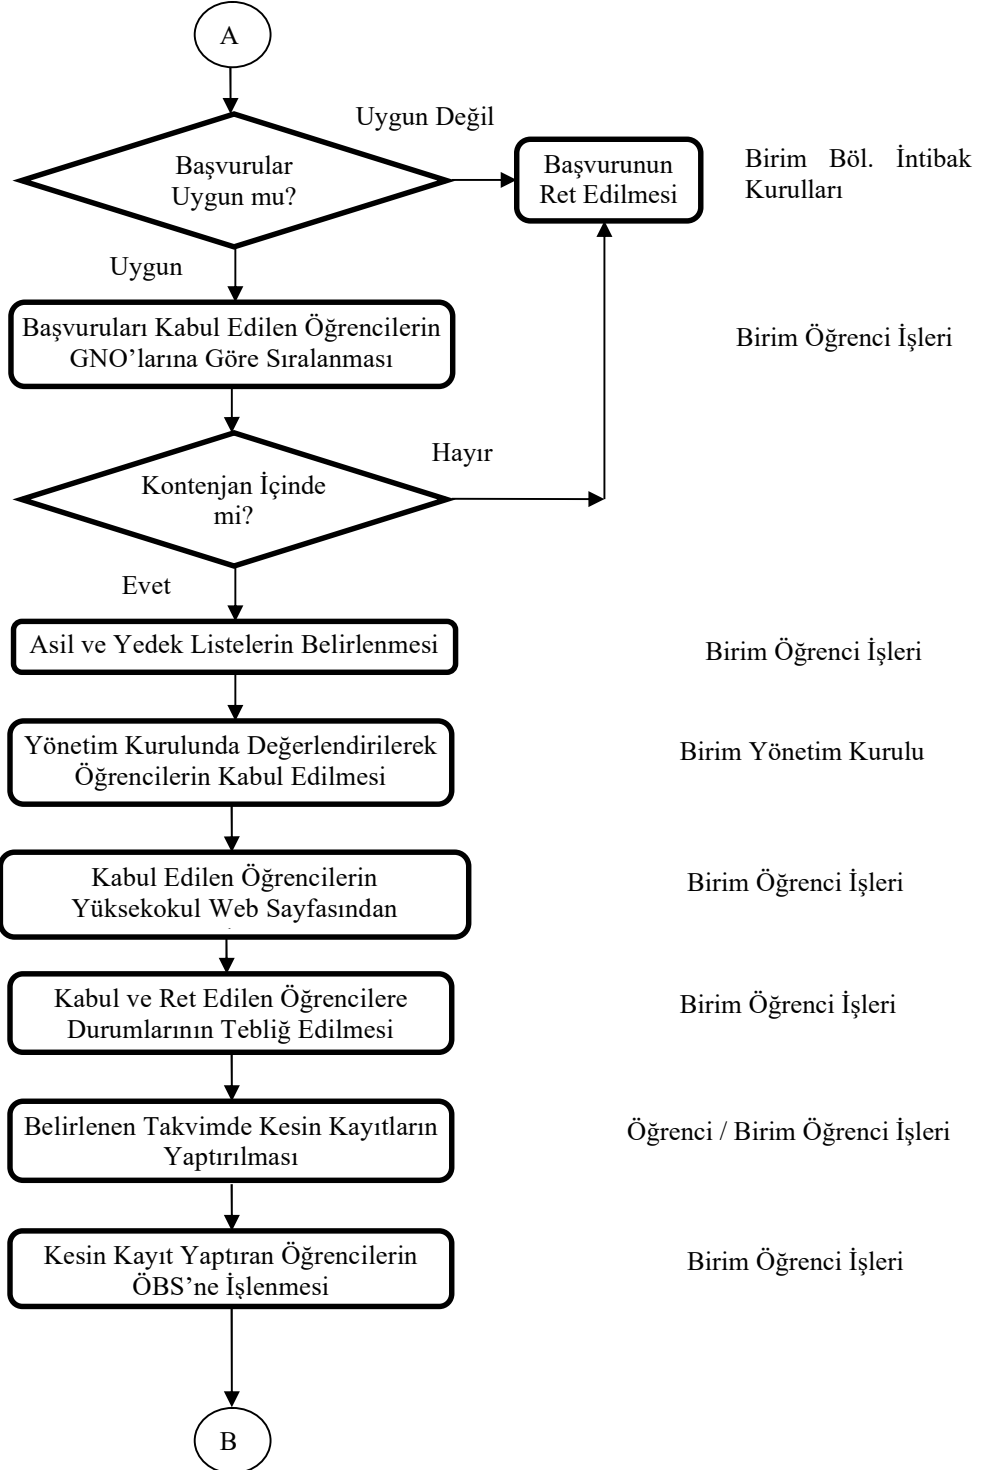 A
Uygun Değil
Başvurular
Uygun mu?
Başvurunun
Ret Edilmesi
Birim Böl. İntibak
Kurulları
Uygun
Başvuruları Kabul Edilen Öğrencilerin
GNO’larına Göre Sıralanması
Birim Öğrenci İşleri
Hayır
Kontenjan İçinde
mi?
Evet
Asil ve Yedek Listelerin Belirlenmesi
Birim Öğrenci İşleri
Yönetim Kurulunda Değerlendirilerek
Öğrencilerin Kabul Edilmesi
Birim Yönetim Kurulu
Kabul Edilen Öğrencilerin
Yüksekokul Web Sayfasından
Birim Öğrenci İşleri
Kabul ve Ret Edilen Öğrencilere
Durumlarının Tebliğ Edilmesi
Birim Öğrenci İşleri
Belirlenen Takvimde Kesin Kayıtların
Yaptırılması
Öğrenci / Birim Öğrenci İşleri
Kesin Kayıt Yaptıran Öğrencilerin
ÖBS’ne İşlenmesi
Birim Öğrenci İşleri
B